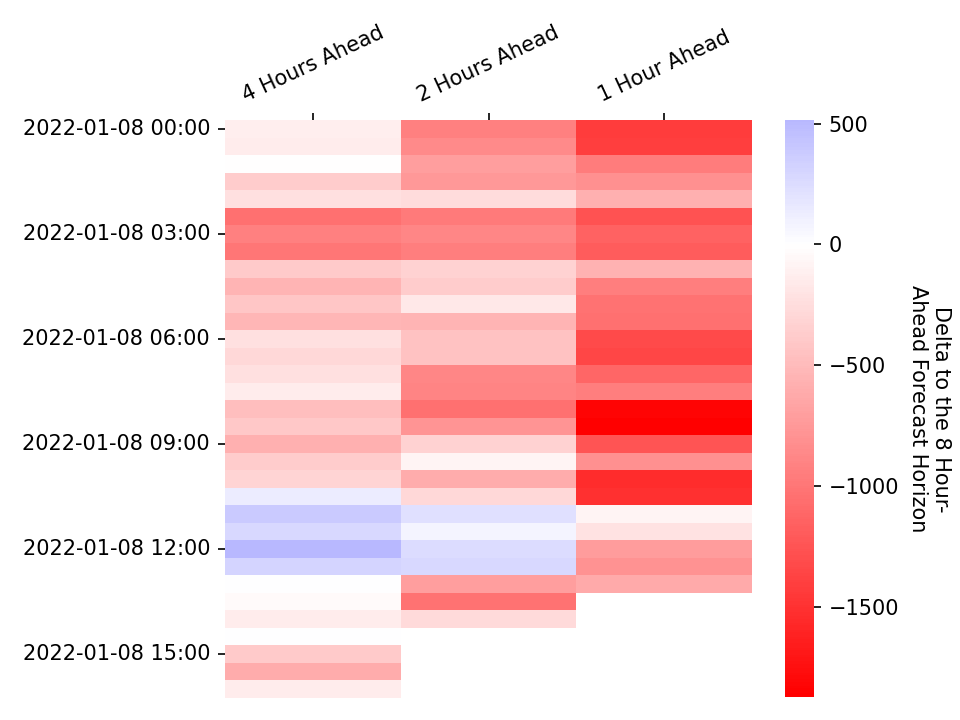 4 Hours Ahead
2 Hours Ahead
1 Hour Ahead
2022-01-08 00:00
2022-01-08 03:00
2022-01-08 06:00
2022-01-08 09:00
2022-01-08 12:00
2022-01-08 15:00
500
0
−500
−1000
−1500
Delta to the 8 Hour-
Ahead Forecast Horizon